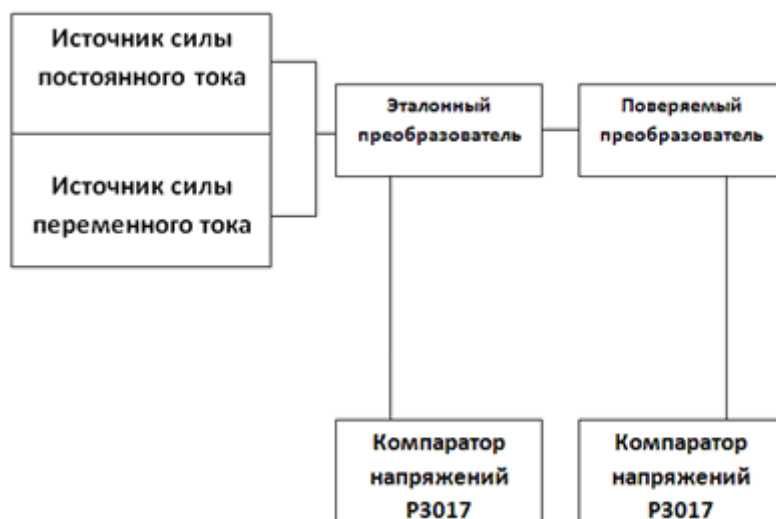 Источник силы
постоянного тока
Источник силы
переменного тока
Эталонный
преобразователь
Поверяемый
преобразователь
Компаратор
напряжений
Р3017
Компаратор
напряжений
Р3017